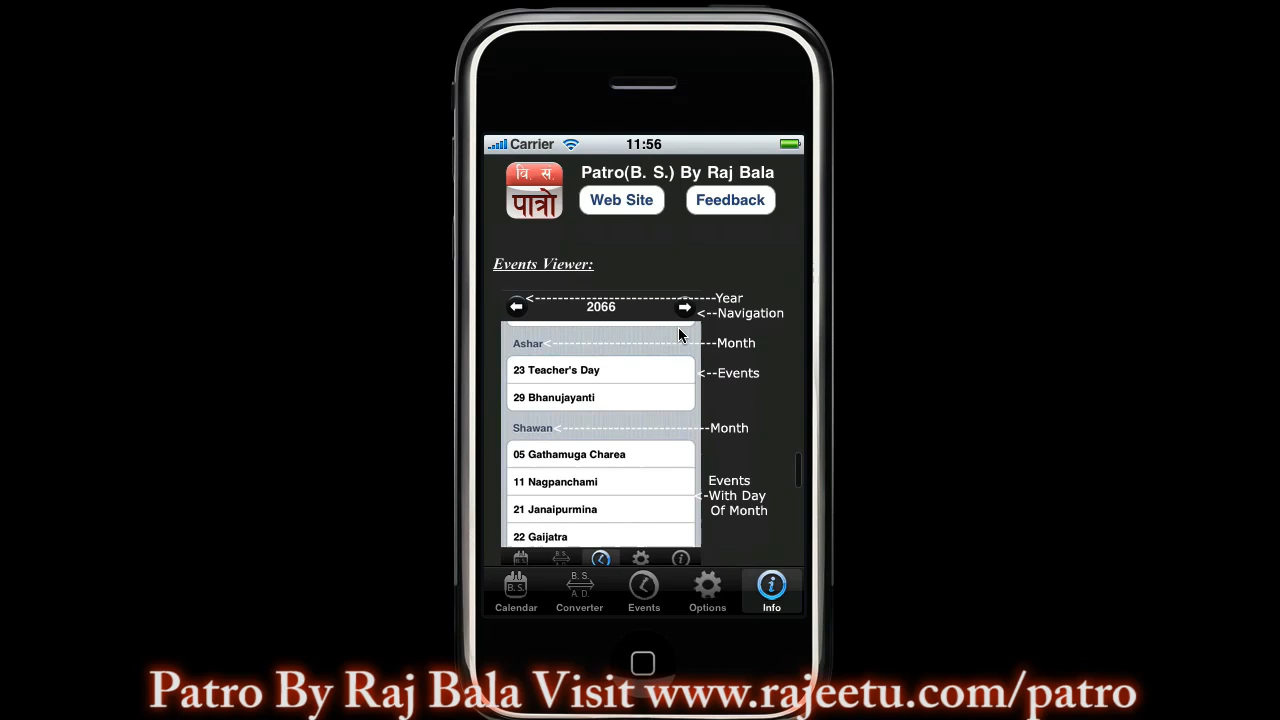 Carrier 11:56
वि. सं.
पात्रो
Patro(B. S.) By Raj Bala
Web Site Feedback
Events Viewer:
2066
Year
Navigation
Ashar Month
23 Teacher's Day
Events
29 Bhanujayanti
Shawan Month
05 Gathamuga Charea
11 Nagpanchami
21 Janaipurmina
22 Gaijatra
Events
With Day
Of Month
B.S.
B. S.
A. D.
Calendar Converter Events Options Info
Patro By Raj Bala Visit www.rajeetu.com/patro